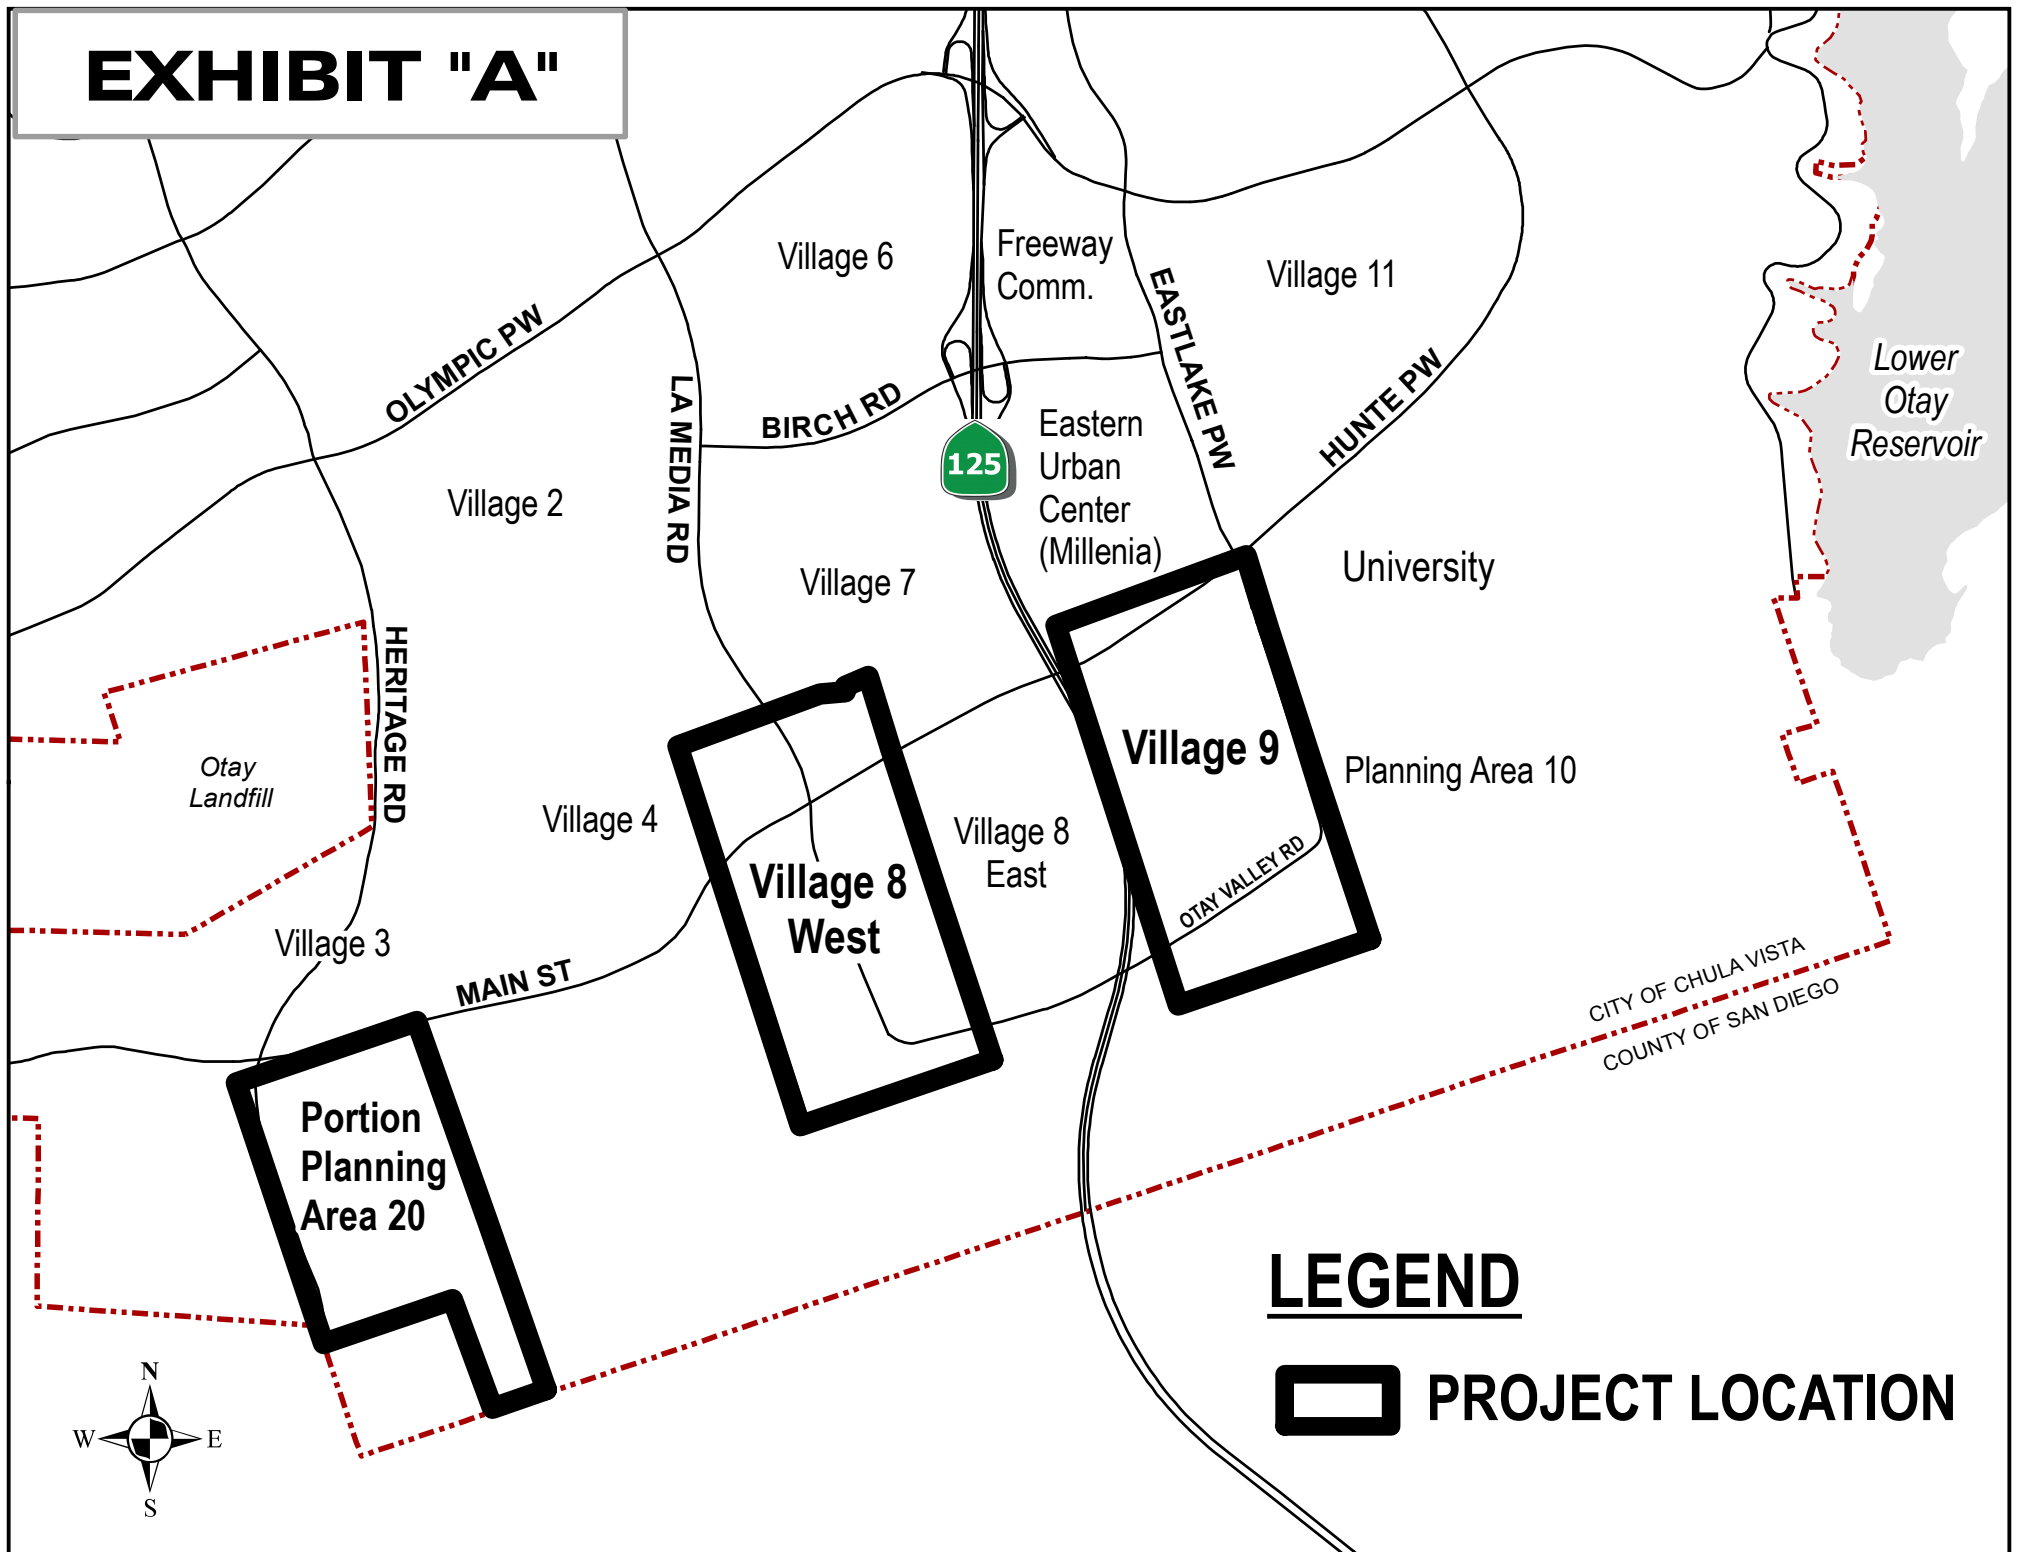 EXHIBIT "A"
Village 6
Freeway
Comm.
Village 11
EASTLAKE PW
OLYMPIC PW
LA MEDIA RD
BIRCH RD
HUNTE PW
Lower
Otay
Reservoir
125
Eastern
Urban
Center
(Millenia)
Village 2
Village 7
University
HERITAGE RD
Otay
Landfill
Village 4
Village 9
Planning Area 10
Village 8
East
Village 8
West
OTAY VALLEY RD
Village 3
MAIN ST
CITY OF CHULA VISTA
COUNTY OF SAN DIEGO
Portion
Planning
Area 20
LEGEND
PROJECT LOCATION
N
W
E
S